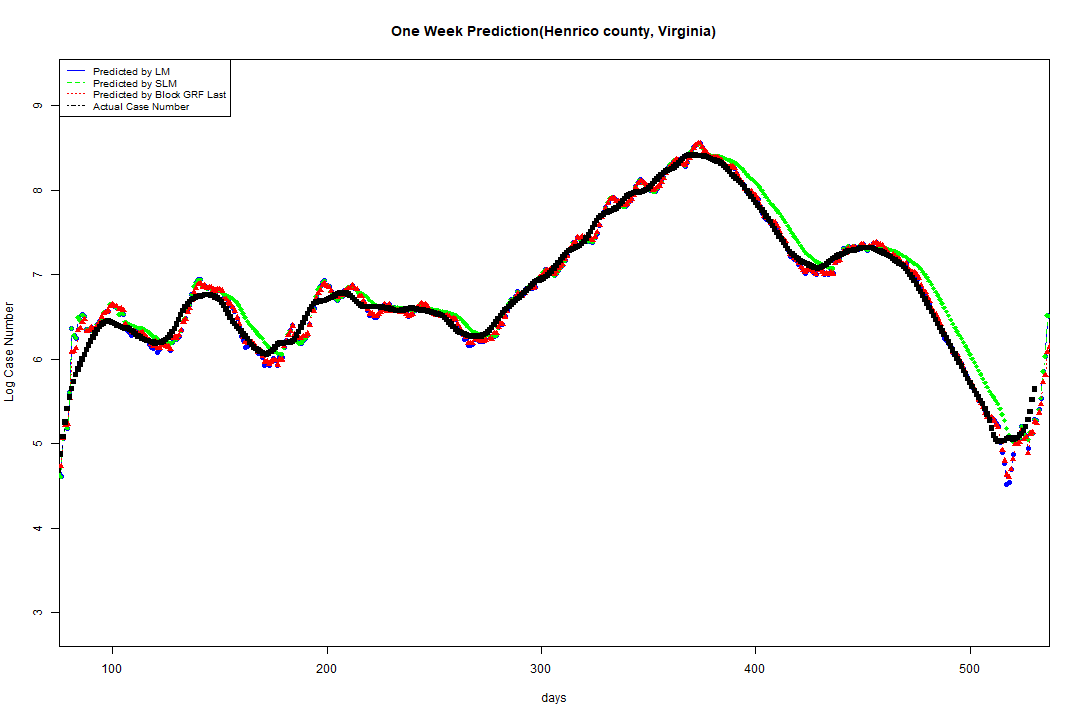 One Week Prediction(Henrico county, Virginia)
Predicted by LM
Predicted by SLM
Predicted by Block GRF Last
Actual Case Number
9
8
7
6
5
4
3
Log Case Number
100 200 300 400 500
days